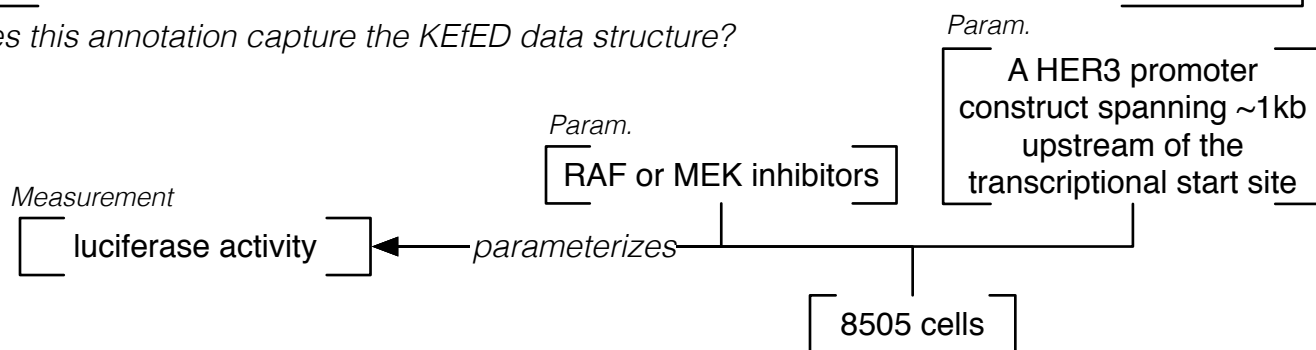 es this annotation capture the KEfED data structure?
Param.
A HER3 promoter
construct spanning ~1kb
upstream of the
transcriptional start site
Param.
RAF or MEK inhibitors
Measurement
luciferase activity
parameterizes
8505 cells